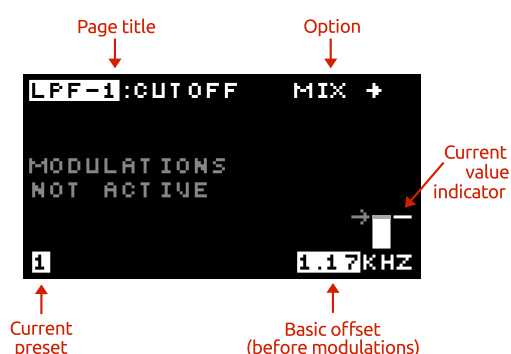 Page title
Option
LPF-1:CUTOFF MIX →
MODULATIONS
NOT ACTIVE
Current
value
indicator
→
1 1.17KHZ
Current
preset
Basic offset
(before modulations)